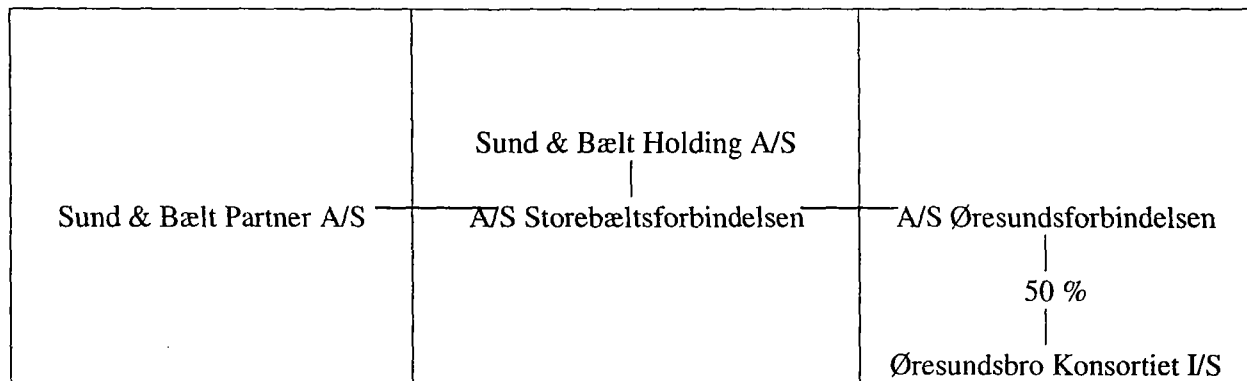 Sund & Bælt Holding A/S
Sund & Bælt Partner A/S
A/S Storebæltsforbindelsen
A/S Øresundsforbindelsen
50 %
Øresundsbro Konsortiet I/S